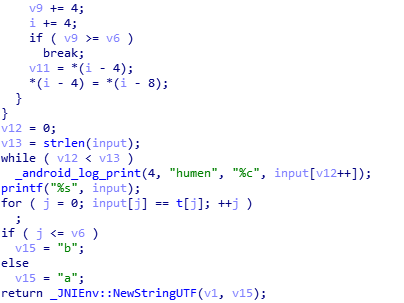 v9 += 4;
i += 4;
if ( v9 >= v6 )
break;
v11 = *(i - 4);
*(i - 4) = *(i - 8);
}
}
v12 = 0;
v13 = strlen(input);
while ( v12 < v13 )
_android_log_print(4, "humen", "%c", input[v12++]);
printf("%s", input);
for ( j = 0; input[j] == t[j]; ++j )
;
if ( j <= v6 )
v15 = "b";
else
v15 = "a";
return _JNIEnv::NewStringUTF(v1, v15);